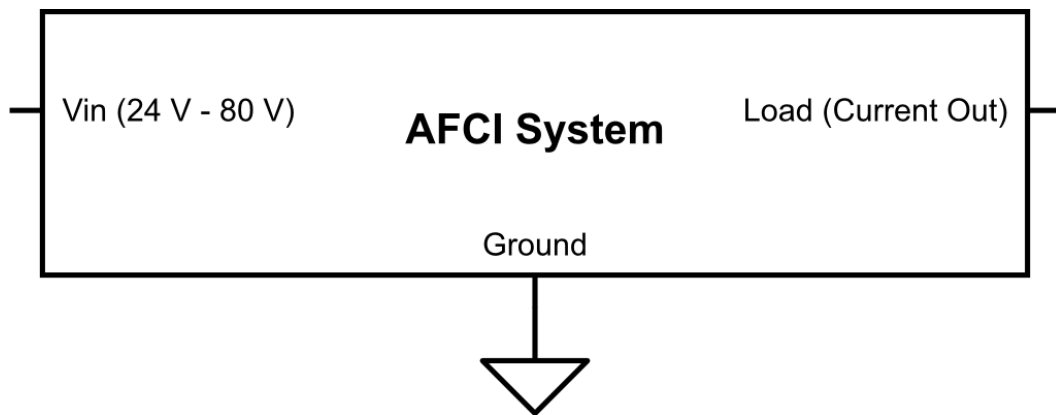 Vin (24 V - 80 V)
AFCI System
Load (Current Out)
Ground